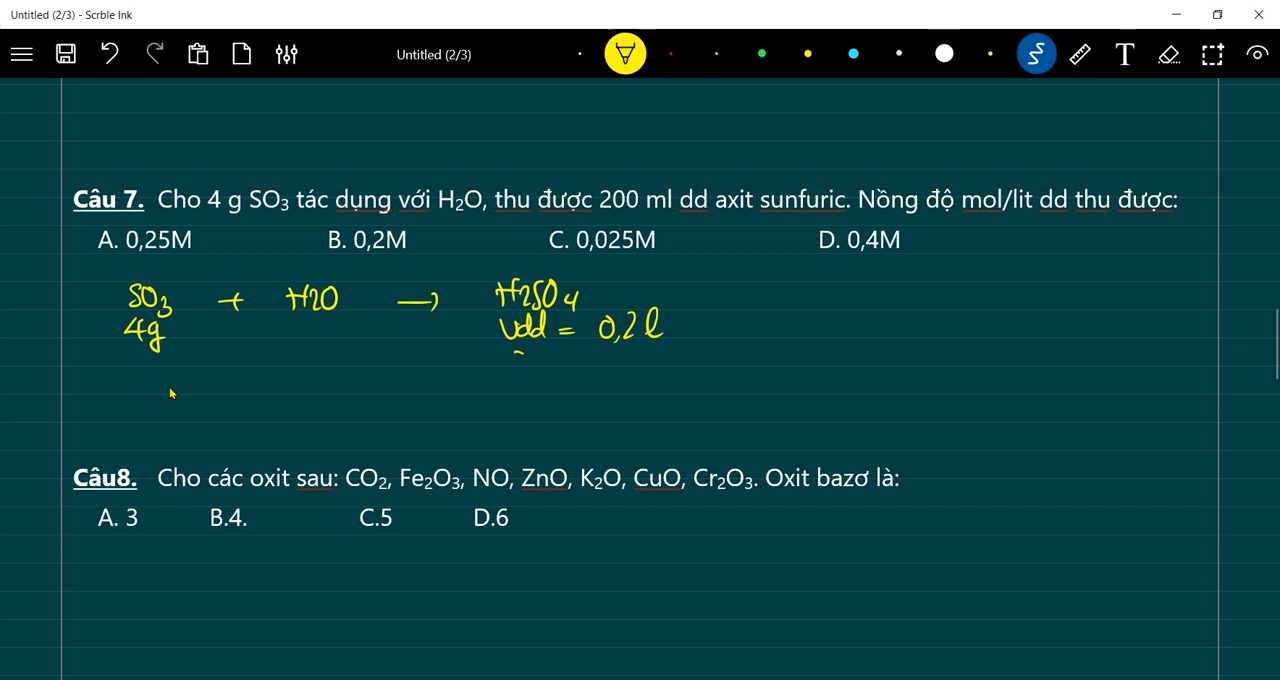 Untitled (2/3) - Scrble Ink
Untitled (2/3)
T
Câu 7. Cho 4 g SO₃ tác dụng với H₂O, thu được 200 ml dd axit sunfuric. Nồng độ mol/lit dd thu được:
A. 0,25M B. 0,2M C. 0,025M D. 0,4M
SO₃ + H2O → H2SO₄
4g Vdd = 0,2 l
Câu8. Cho các oxit sau: CO₂, Fe₂O₃, NO, ZnO, K₂O, CuO, Cr₂O₃. Oxit bazơ là:
A. 3 B.4. C.5 D.6